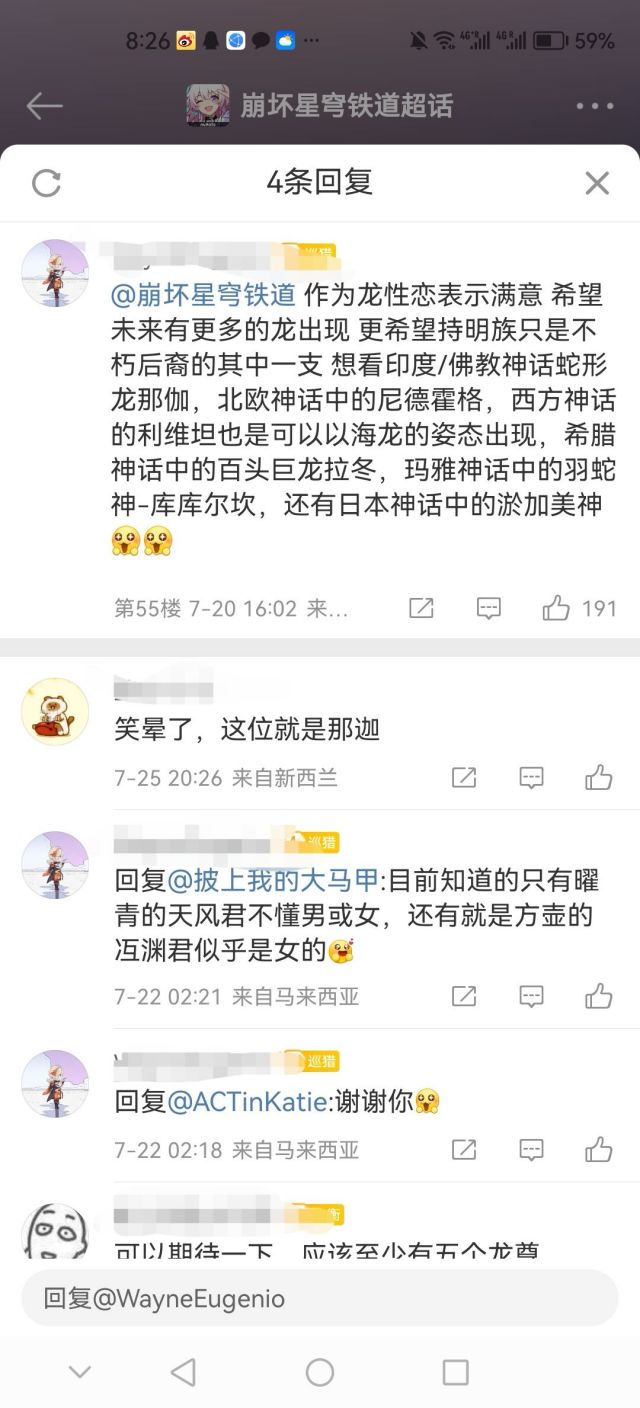 8:26
4G+R
4G R
59%
崩坏星穹铁道超话
4条回复
巡猎
@崩坏星穹铁道 作为龙性恋表示满意 希望
未来有更多的龙出现 更希望持明族只是不
朽后裔的其中一支 想看印度/佛教神话蛇形
龙那伽，北欧神话中的尼德霍格，西方神话
的利维坦也是可以以海龙的姿态出现，希腊
神话中的百头巨龙拉冬，玛雅神话中的羽蛇
神-库库尔坎，还有日本神话中的淤加美神
第55楼 7-20 16:02 来...
191
笑晕了，这位就是那迦
7-25 20:26 来自新西兰
巡猎
回复@披上我的大马甲:目前知道的只有曜
青的天风君不懂男或女，还有就是方壶的
冱渊君似乎是女的
7-22 02:21 来自马来西亚
巡猎
回复@ACTinKatie:谢谢你
7-22 02:18 来自马来西亚
衡
可以期待一下，应该至少有五个龙尊
回复@WayneEugenio